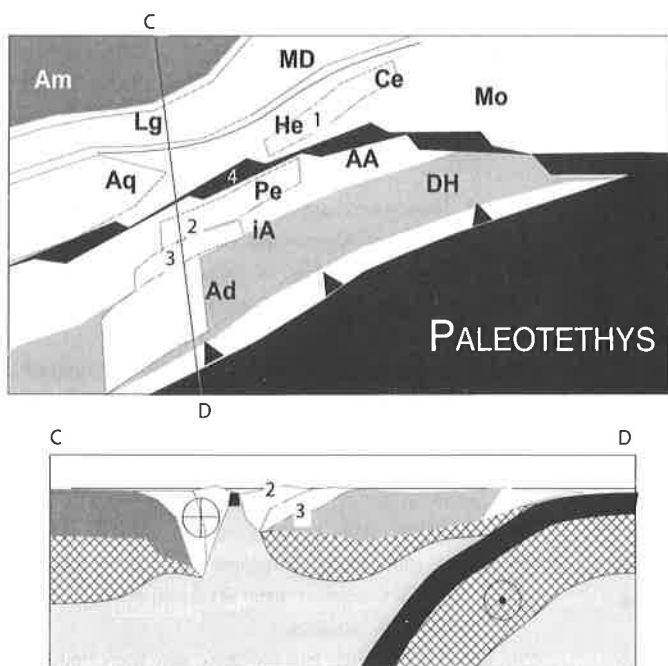 C
Am
MD
Ce
Lg
He 1
Mo
Aq
4
AA
Pe
DH
2
iA
3
Ad
PALEOTETHYS
D
C
D
2
3